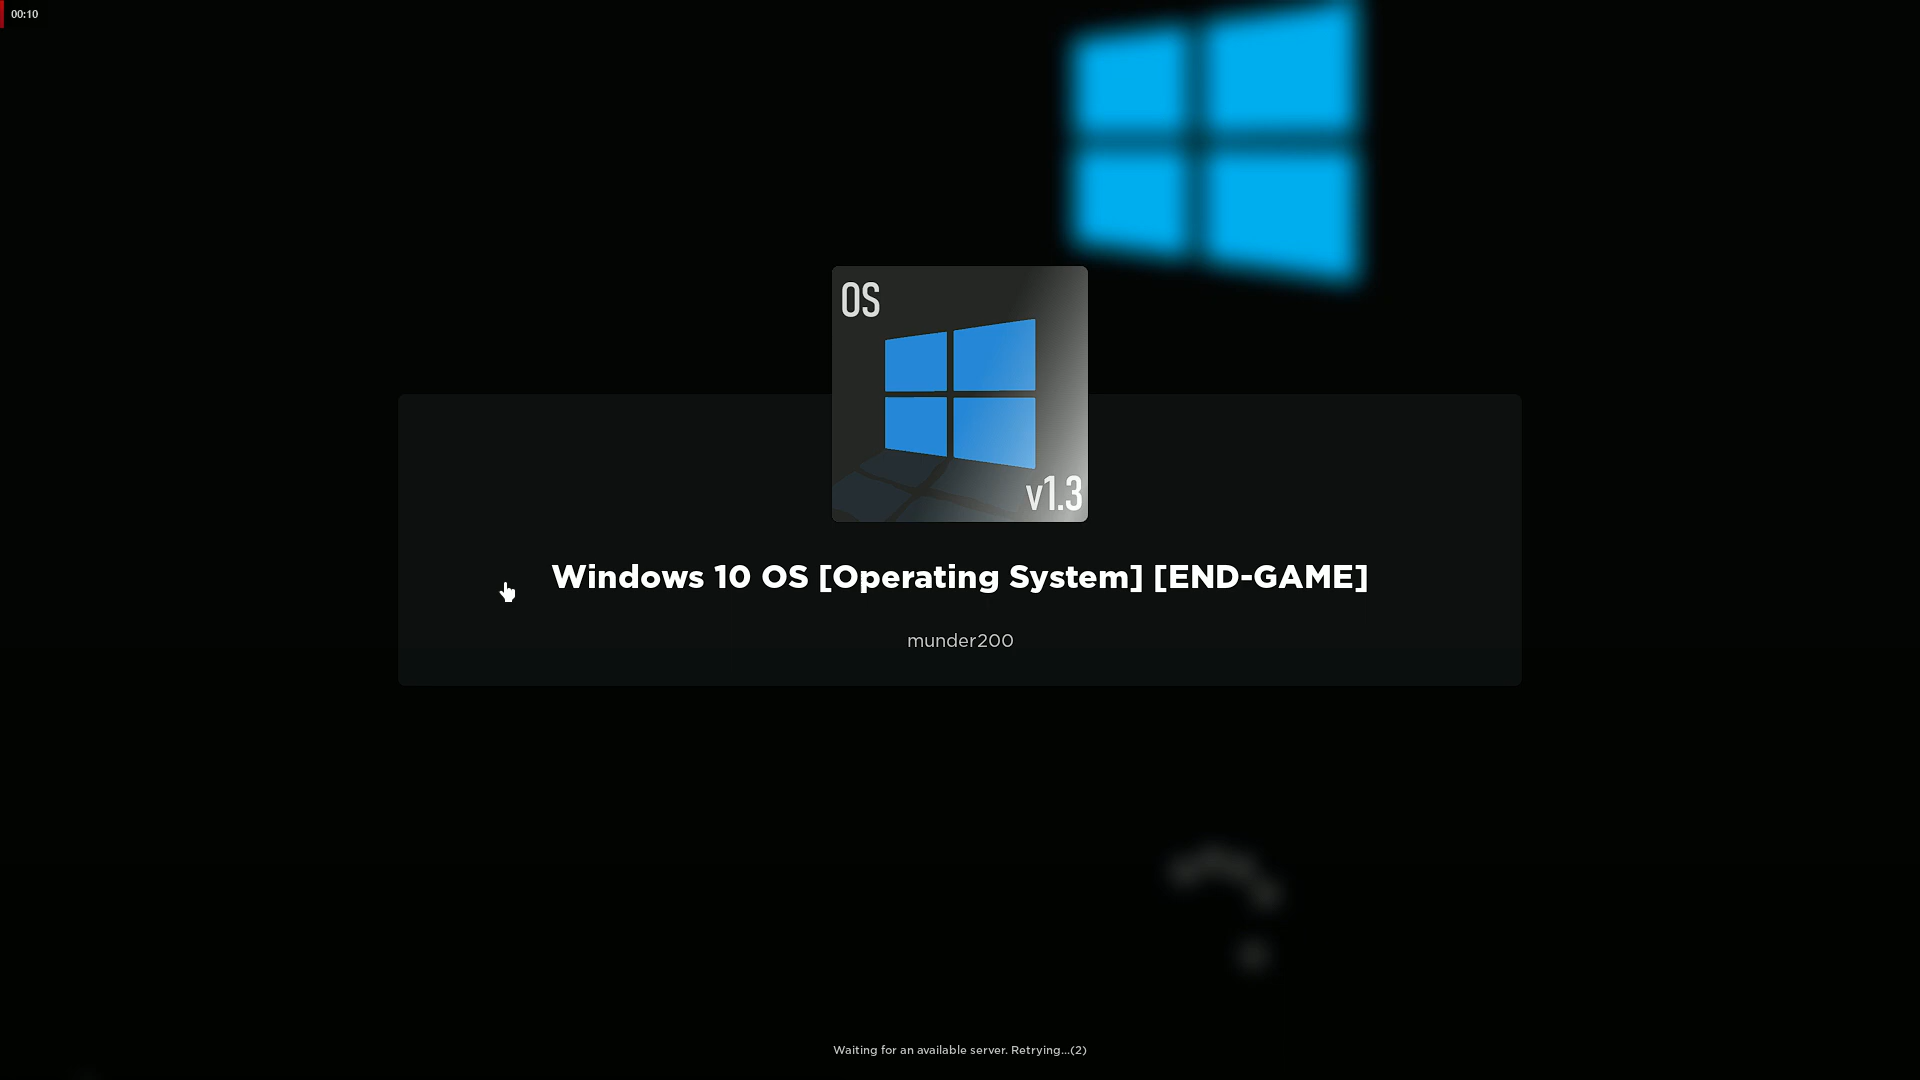 00:10
OS
v1.3
Windows 10 OS [Operating System] [END-GAME]
munder200
Waiting for an available server. Retrying...(2)